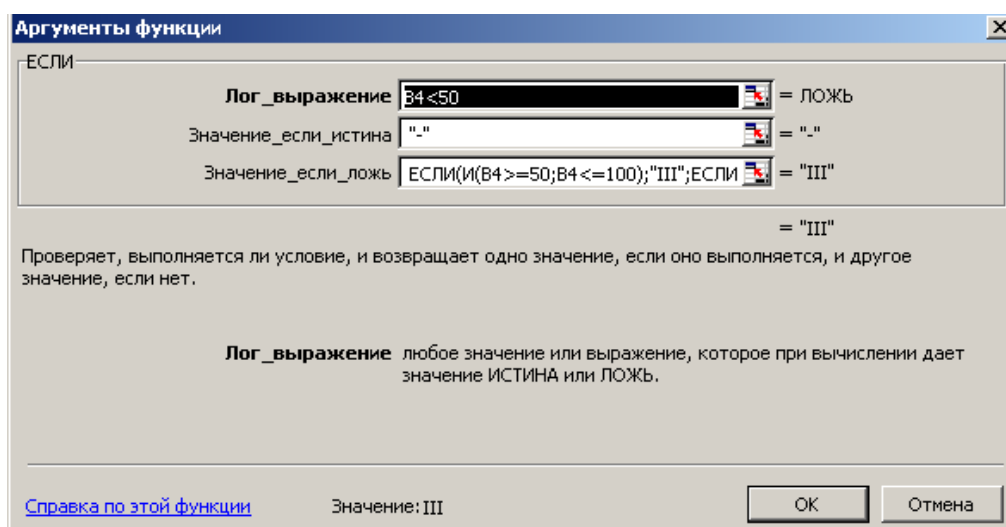 Аргументы функции
ЕСЛИ
Лог_выражение B4<50 = ЛОЖЬ
Значение_если_истина "-" = "-"
Значение_если_ложь ЕСЛИ(И(B4>=50;B4<=100);"III";ЕСЛИ = "III"
= "III"
Проверяет, выполняется ли условие, и возвращает одно значение, если оно выполняется, и другое
значение, если нет.
Лог_выражение любое значение или выражение, которое при вычислении дает
значение ИСТИНА или ЛОЖЬ.
Справка по этой функции Значение: III OK Отмена